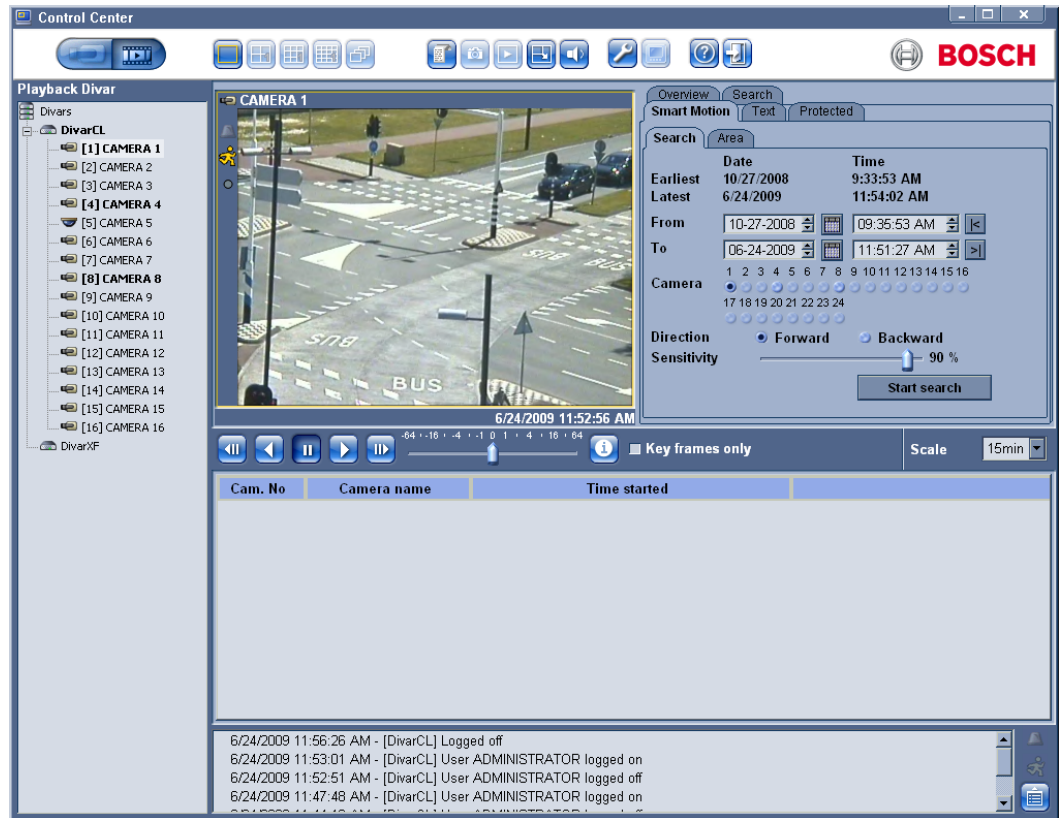 Control Center
BOSCH
Playback Divar
Divars
DivarCL
[1] CAMERA 1
[2] CAMERA 2
[3] CAMERA 3
[4] CAMERA 4
[5] CAMERA 5
[6] CAMERA 6
[7] CAMERA 7
[8] CAMERA 8
[9] CAMERA 9
[10] CAMERA 10
[11] CAMERA 11
[12] CAMERA 12
[13] CAMERA 13
[14] CAMERA 14
[15] CAMERA 15
[16] CAMERA 16
DivarXF
CAMERA 1
BUS
BUS
BUS
BUS
6/24/2009 11:52:56 AM
Overview Search
Smart Motion Text Protected
Search Area
Date Time
Earliest 10/27/2008 9:33:53 AM
Latest 6/24/2009 11:54:02 AM
From 10-27-2008 09:35:53 AM
To 06-24-2009 11:51:27 AM
1 2 3 4 5 6 7 8 9 10 11 12 13 14 15 16
Camera
17 18 19 20 21 22 23 24
Direction Forward Backward
Sensitivity 90 %
Start search
-64 -16 -4 -1 0 1 4 16 64
Key frames only
Scale 15min
Cam. No Camera name Time started
6/24/2009 11:56:26 AM - [DivarCL] Logged off
6/24/2009 11:53:01 AM - [DivarCL] User ADMINISTRATOR logged on
6/24/2009 11:52:51 AM - [DivarCL] User ADMINISTRATOR logged off
6/24/2009 11:47:48 AM - [DivarCL] User ADMINISTRATOR logged on